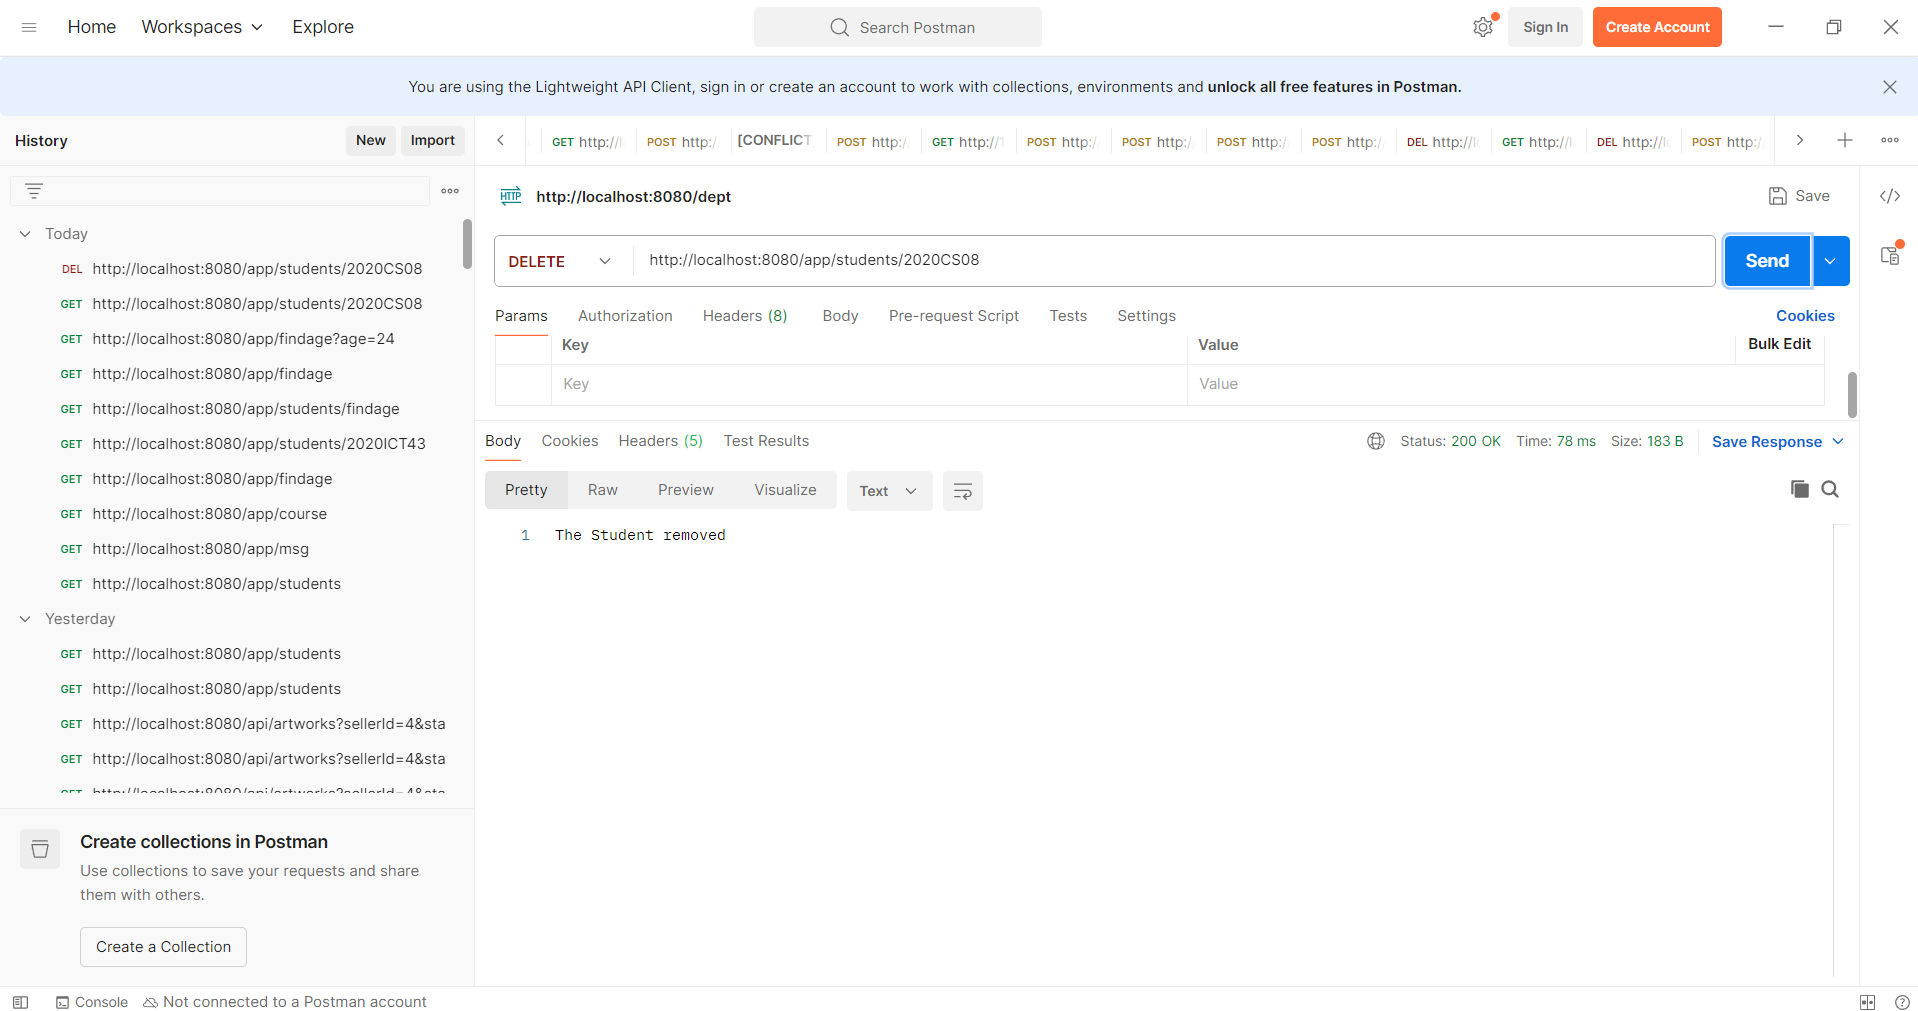 Home Workspaces Explore Search Postman Sign In Create Account
You are using the Lightweight API Client, sign in or create an account to work with collections, environments and unlock all free features in Postman.
History New Import
GET http://l POST http:/ [CONFLICT POST http:/ GET http://1 POST http:/ POST http:/ POST http:/ POST http:/ DEL http://l GET http://l DEL http://l POST http:/
HTTP http://localhost:8080/dept Save
Today
DEL http://localhost:8080/app/students/2020CS08
GET http://localhost:8080/app/students/2020CS08
GET http://localhost:8080/app/findage?age=24
GET http://localhost:8080/app/findage
GET http://localhost:8080/app/students/findage
GET http://localhost:8080/app/students/2020ICT43
GET http://localhost:8080/app/findage
GET http://localhost:8080/app/course
GET http://localhost:8080/app/msg
GET http://localhost:8080/app/students
Yesterday
GET http://localhost:8080/app/students
GET http://localhost:8080/app/students
GET http://localhost:8080/api/artworks?sellerId=4&sta
GET http://localhost:8080/api/artworks?sellerId=4&sta
GET http://localhost:8080/api/artworks?sellerId=4&sta
Create collections in Postman
Use collections to save your requests and share
them with others.
Create a Collection
DELETE http://localhost:8080/app/students/2020CS08 Send
Params Authorization Headers (8) Body Pre-request Script Tests Settings Cookies
Key Value Bulk Edit
Key Value
Body Cookies Headers (5) Test Results Status: 200 OK Time: 78 ms Size: 183 B Save Response
Pretty Raw Preview Visualize Text
1 The Student removed
Console Not connected to a Postman account